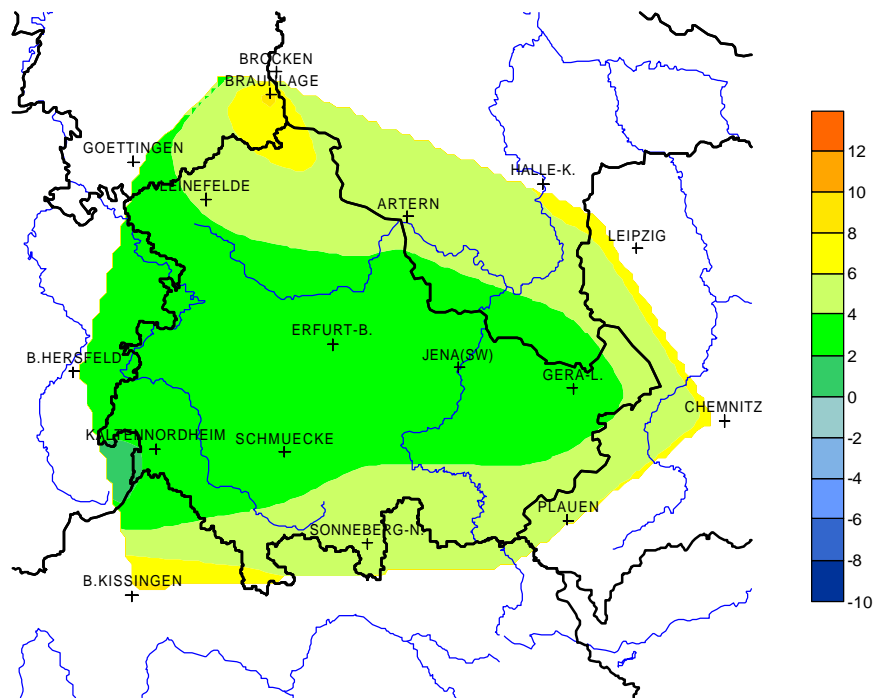 BROCKEN
BRAUNLAGE
GOETTINGEN
LEINEFELDE
HALLE-K.
ARTERN
LEIPZIG
ERFURT-B.
B.HERSFELD
JENA(SW)
GERA-L.
CHEMNITZ
KALTENNORDHEIM
SCHMUECKE
PLAUEN
SONNEBERG-N.
B.KISSINGEN
12
10
8
6
4
2
0
-2
-4
-6
-8
-10